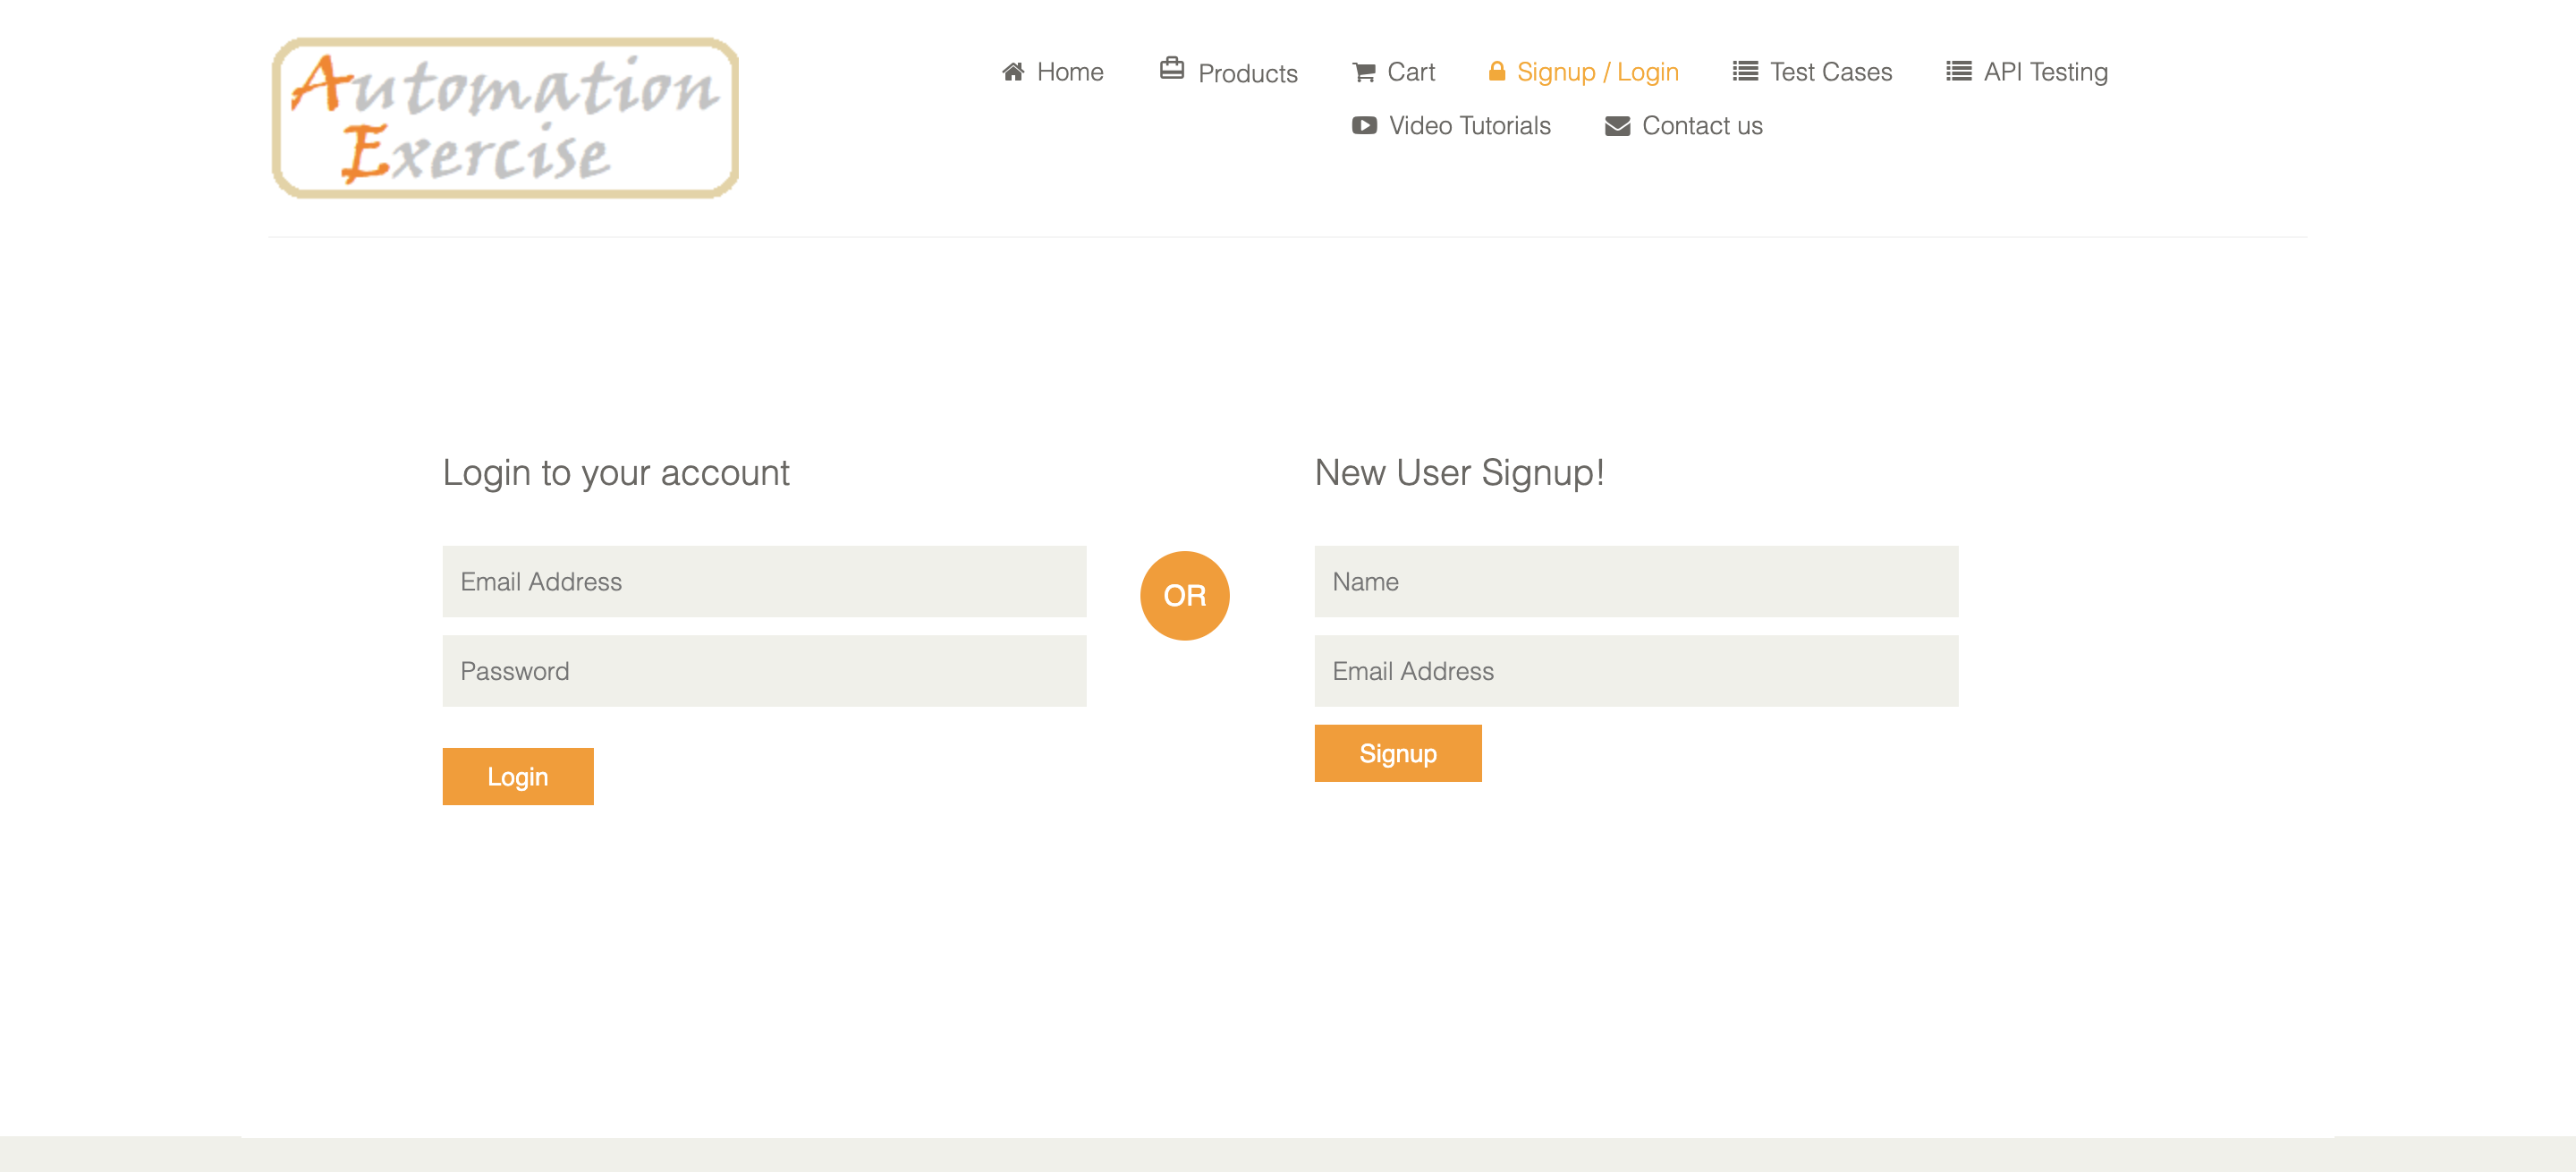 Automation
Exercise
Home Products Cart Signup / Login Test Cases API Testing
Video Tutorials Contact us
Login to your account
Email Address
Password
Login
OR
New User Signup!
Name
Email Address
Signup